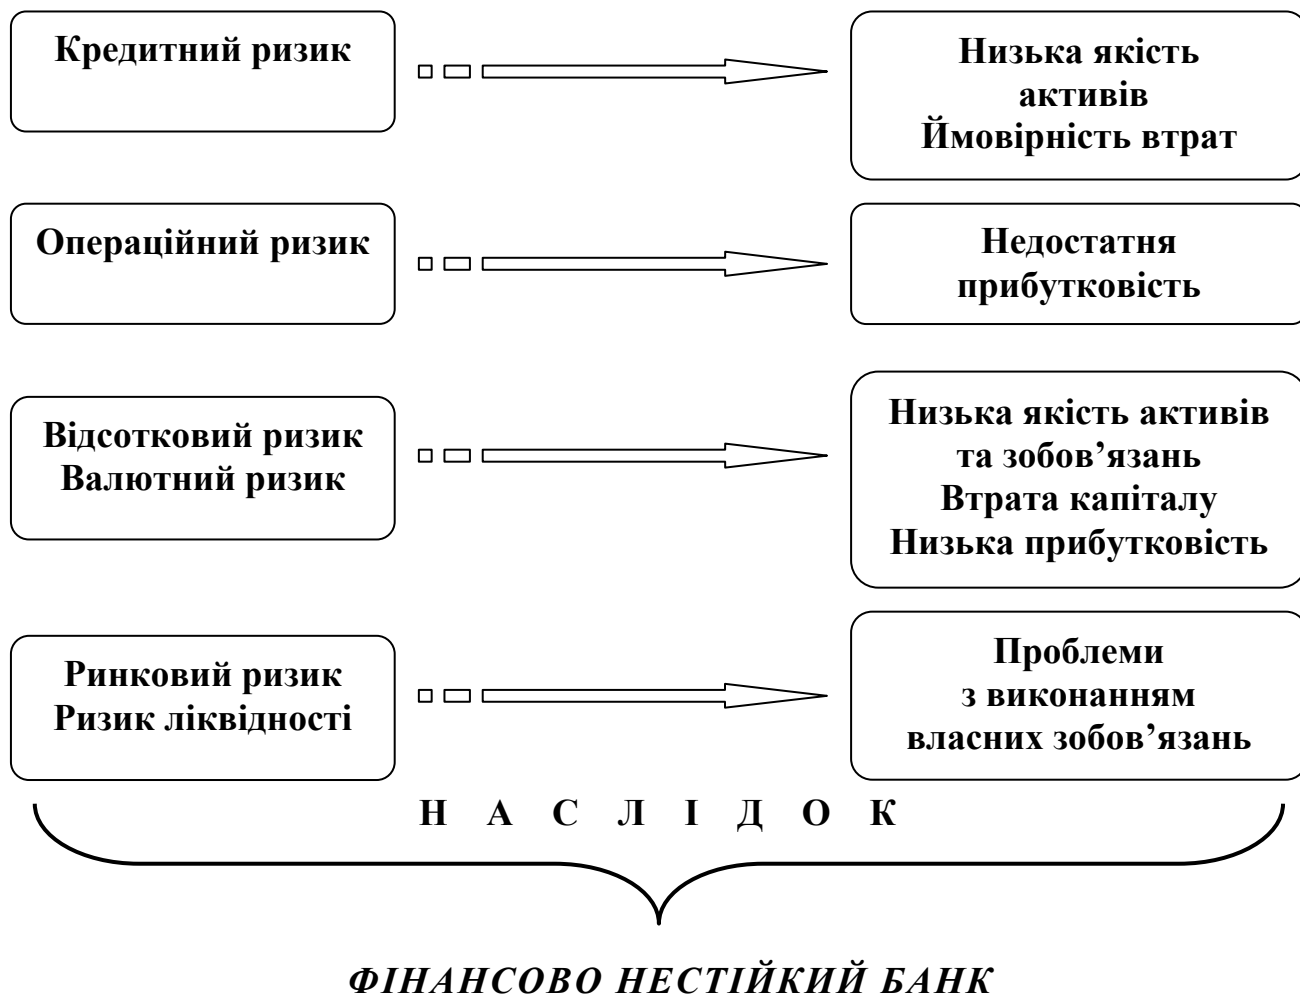 Кредитний ризик
Низька якість
активів
Ймовірність втрат
Операційний ризик
Недостатня
прибутковість
Відсотковий ризик
Валютний ризик
Низька якість активів
та зобов’язань
Втрата капіталу
Низька прибутковість
Ринковий ризик
Ризик ліквідності
Проблеми
з виконанням
власних зобов’язань
Н А С Л І Д О К
ФІНАНСОВО НЕСТІЙКИЙ БАНК